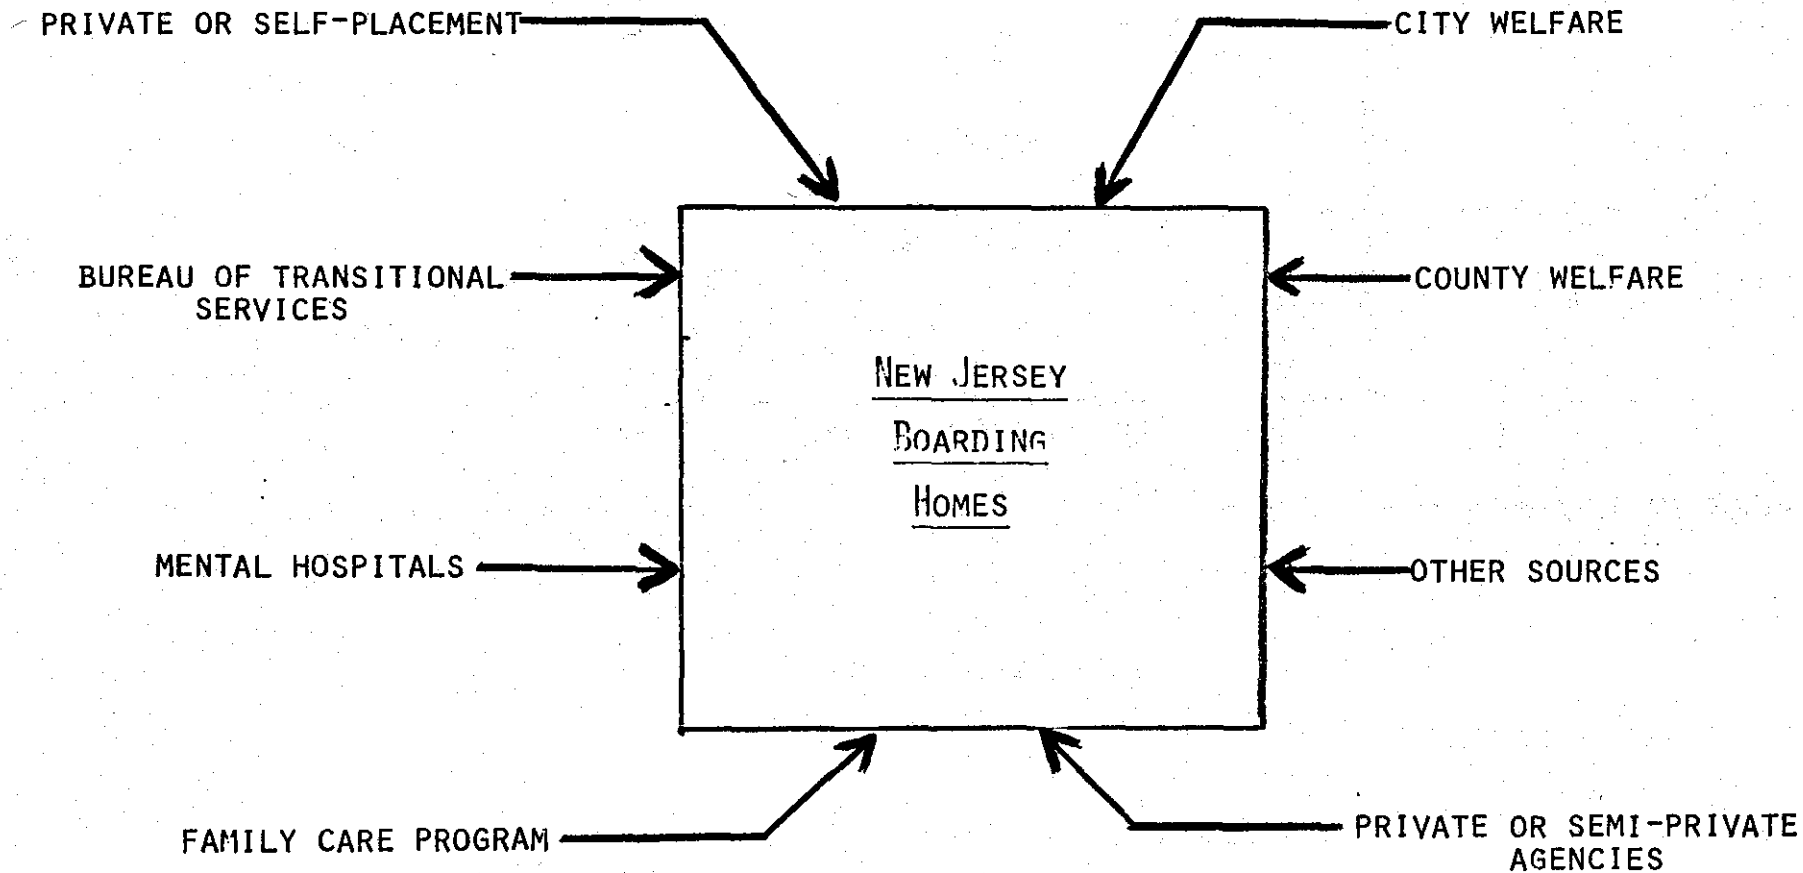 PRIVATE OR SELF-PLACEMENT
CITY WELFARE
BUREAU OF TRANSITIONAL
SERVICES
COUNTY WELFARE
NEW JERSEY
BOARDING
HOMES
MENTAL HOSPITALS
OTHER SOURCES
FAMILY CARE PROGRAM
PRIVATE OR SEMI-PRIVATE
AGENCIES